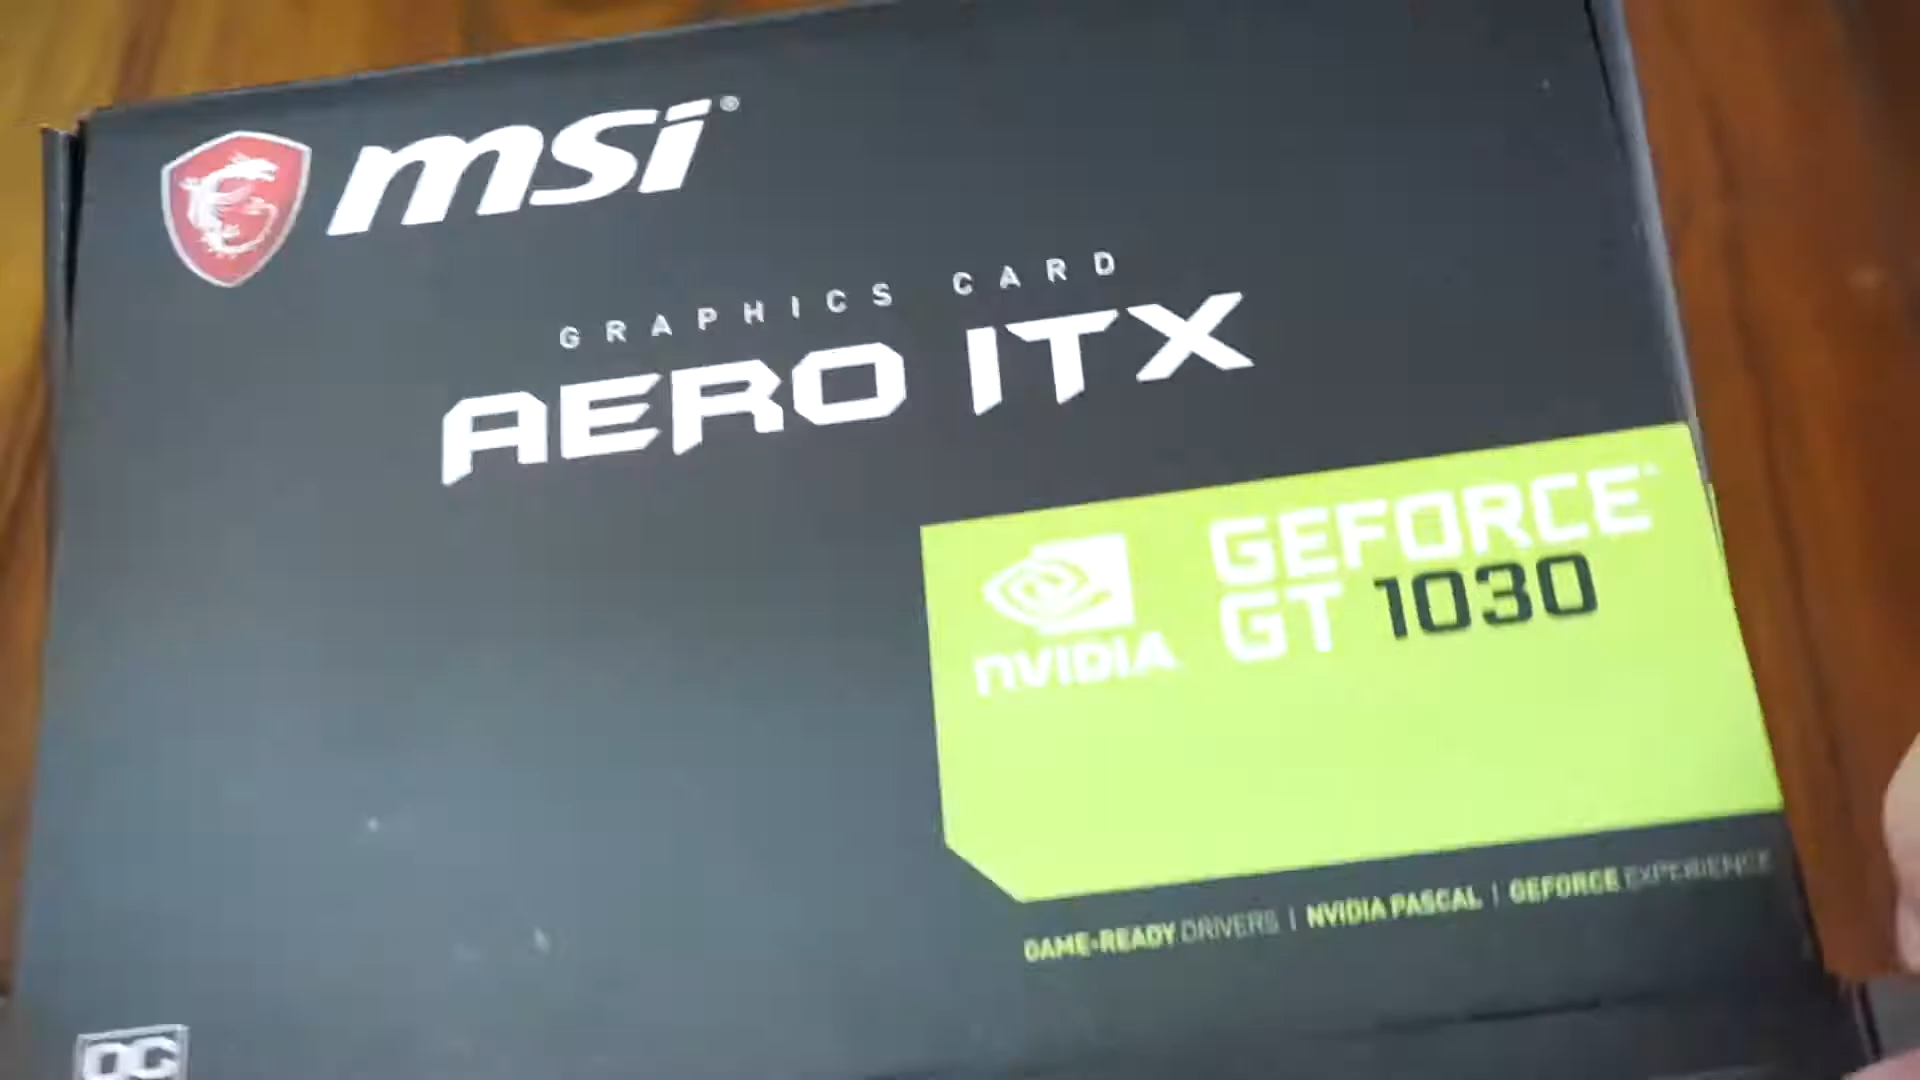 msi®
GRAPHICS CARD
AERO ITX
NVIDIA
GEFORCE
GT 1030
GAME-READY DRIVERS | NVIDIA PASCAL | GEFORCE EXPERIENCE
OC